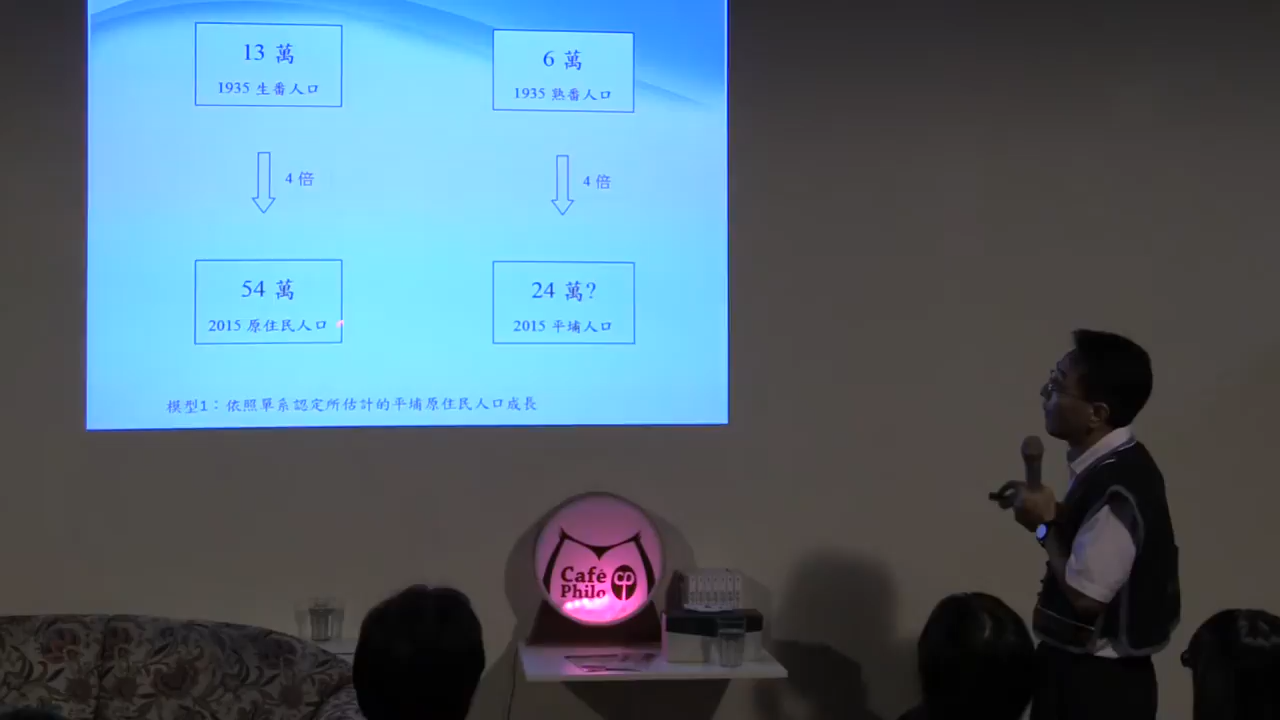 13 萬
1935 生番人口
6 萬
1935 熟番人口
4 倍
4 倍
54 萬
2015 原住民人口
24 萬?
2015 平埔人口
模型1：依照單系認定所估計的平埔原住民人口成長
Café
Philo